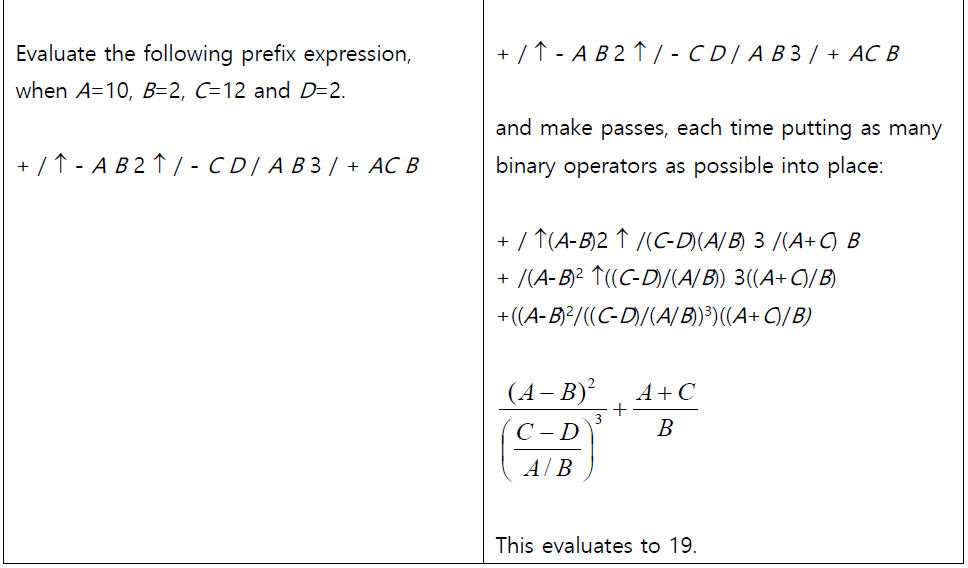 Evaluate the following prefix expression,
when A=10, B=2, C=12 and D=2.
+ / ↑ - A B 2 ↑ / - C D / A B 3 / + A C B
+ / ↑ - A B 2 ↑ / - C D / A B 3 / + A C B
and make passes, each time putting as many
binary operators as possible into place:
+ / ↑(A-B)2 ↑ /(C-D)(A/B) 3 /(A+C) B
+ /(A-B)² ↑((C-D)/(A/B)) 3((A+C)/B)
+((A-B)²/((C-D)/(A/B))³)((A+C)/B)
(A – B)²
A + C
+
3
C – D
B
A / B
This evaluates to 19.